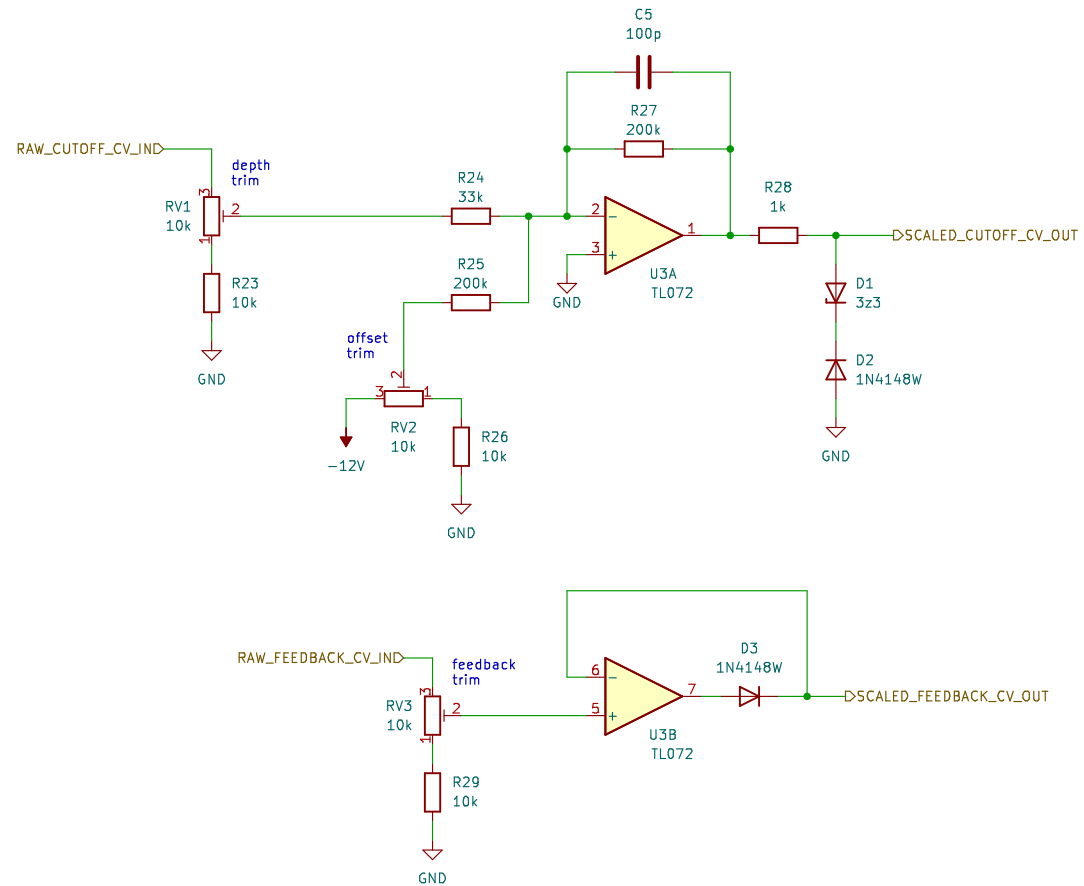 C5
100p
R27
200k
RAW_CUTOFF_CV_IN
depth
trim
3
RV1
10k
2
1
R23
10k
GND
R24
33k
R25
200k
offset
trim
2
3
1
RV2
10k
-12V
R26
10k
GND
2
3
1
GND
U3A
TL072
R28
1k
SCALED_CUTOFF_CV_OUT
D1
3z3
D2
1N4148W
GND
RAW_FEEDBACK_CV_IN
feedback
trim
3
RV3
10k
2
1
R29
10k
GND
6
5
7
U3B
TL072
D3
1N4148W
SCALED_FEEDBACK_CV_OUT